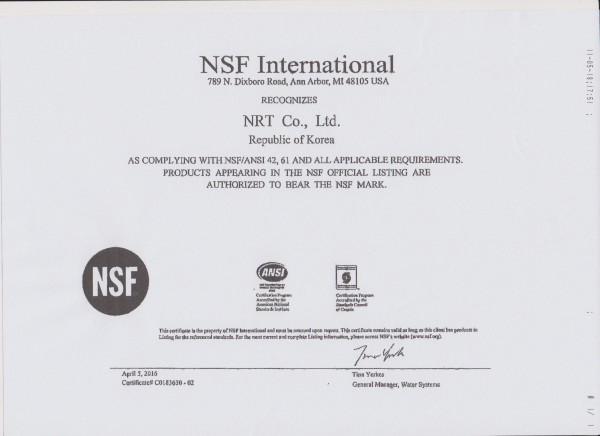 NSF International
789 N. Dixboro Road, Ann Arbor, MI 48105 USA
RECOGNIZES
NRT Co., Ltd.
Republic of Korea
AS COMPLYING WITH NSF/ANSI 42, 61 AND ALL APPLICABLE REQUIREMENTS.
PRODUCTS APPEARING IN THE NSF OFFICIAL LISTING ARE
AUTHORIZED TO BEAR THE NSF MARK.
NSF
ANSI
Certification Program
Accredited by the
American National
Standards Institute
Certification Program
Accredited by the
Standards Council
of Canada
This certificate is the property of NSF International and must be returned upon request. This certificate remains valid as long as this client has products in
Listing for the referenced standards. For the most current and complete Listing information, please access NSF's website (www.nsf.org).
April 5, 2016
Certificate# C0183630 - 02
Tina Yerkes
General Manager, Water Systems